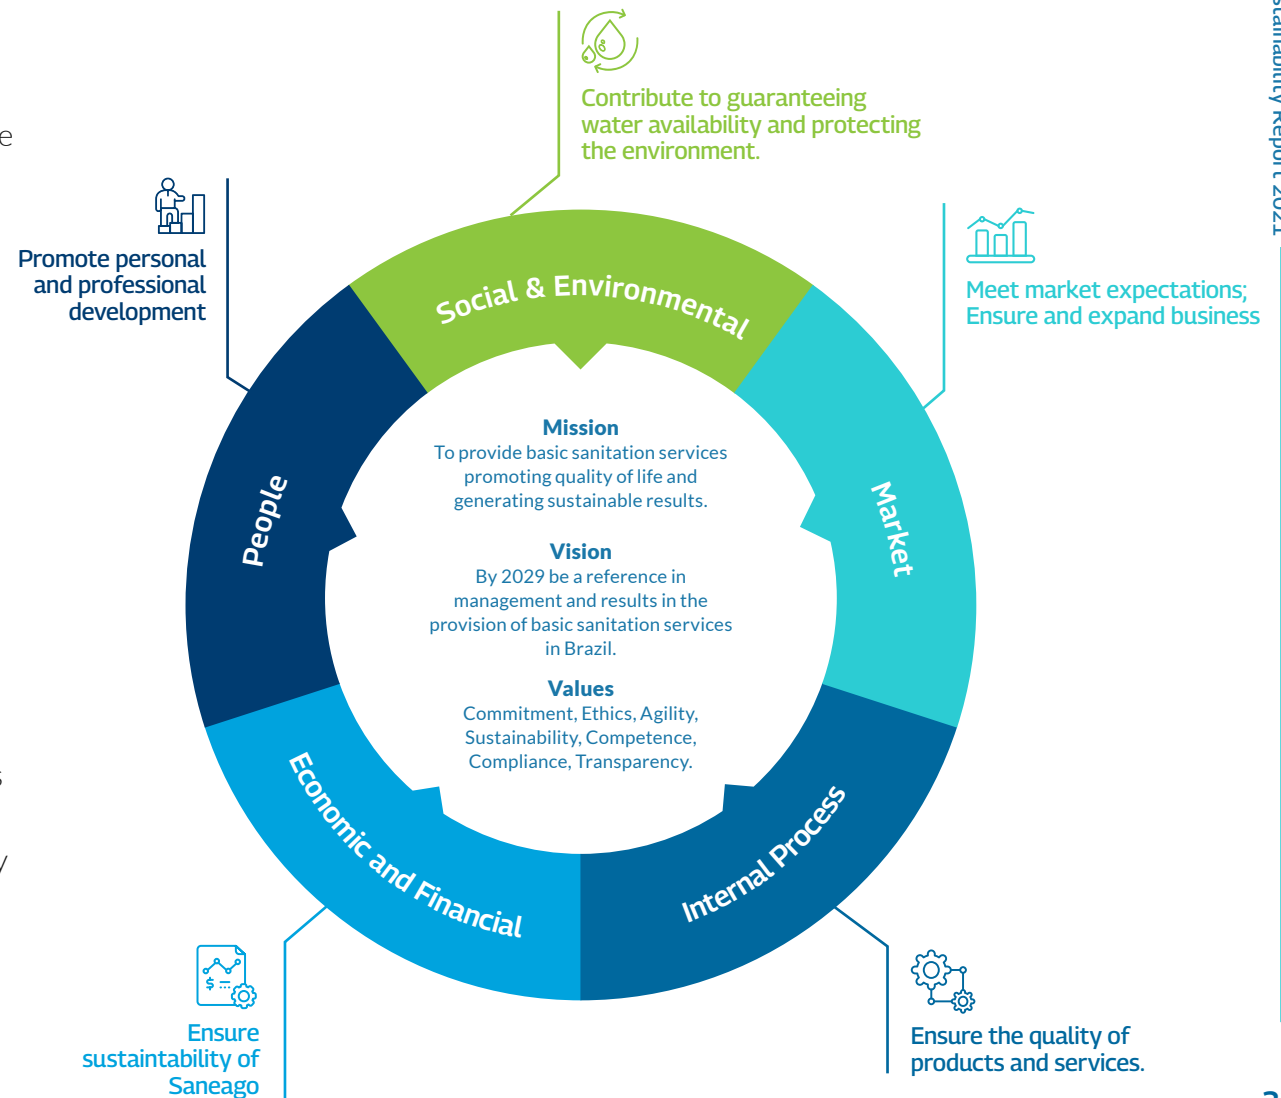 Contribute to guaranteeing
water availability and protecting
the environment.
Promote personal
and professional
development
Meet market expectations;
Ensure and expand business
Social & Environmental
People
Market
Mission
To provide basic sanitation services
promoting quality of life and
generating sustainable results.
Vision
By 2029 be a reference in
management and results in the
provision of basic sanitation services
in Brazil.
Values
Commitment, Ethics, Agility,
Sustainability, Competence,
Compliance, Transparency.
Economic and Financial
Internal Process
$
Ensure
sustaintability of
Saneago
Ensure the quality of
products and services.
Report 2021